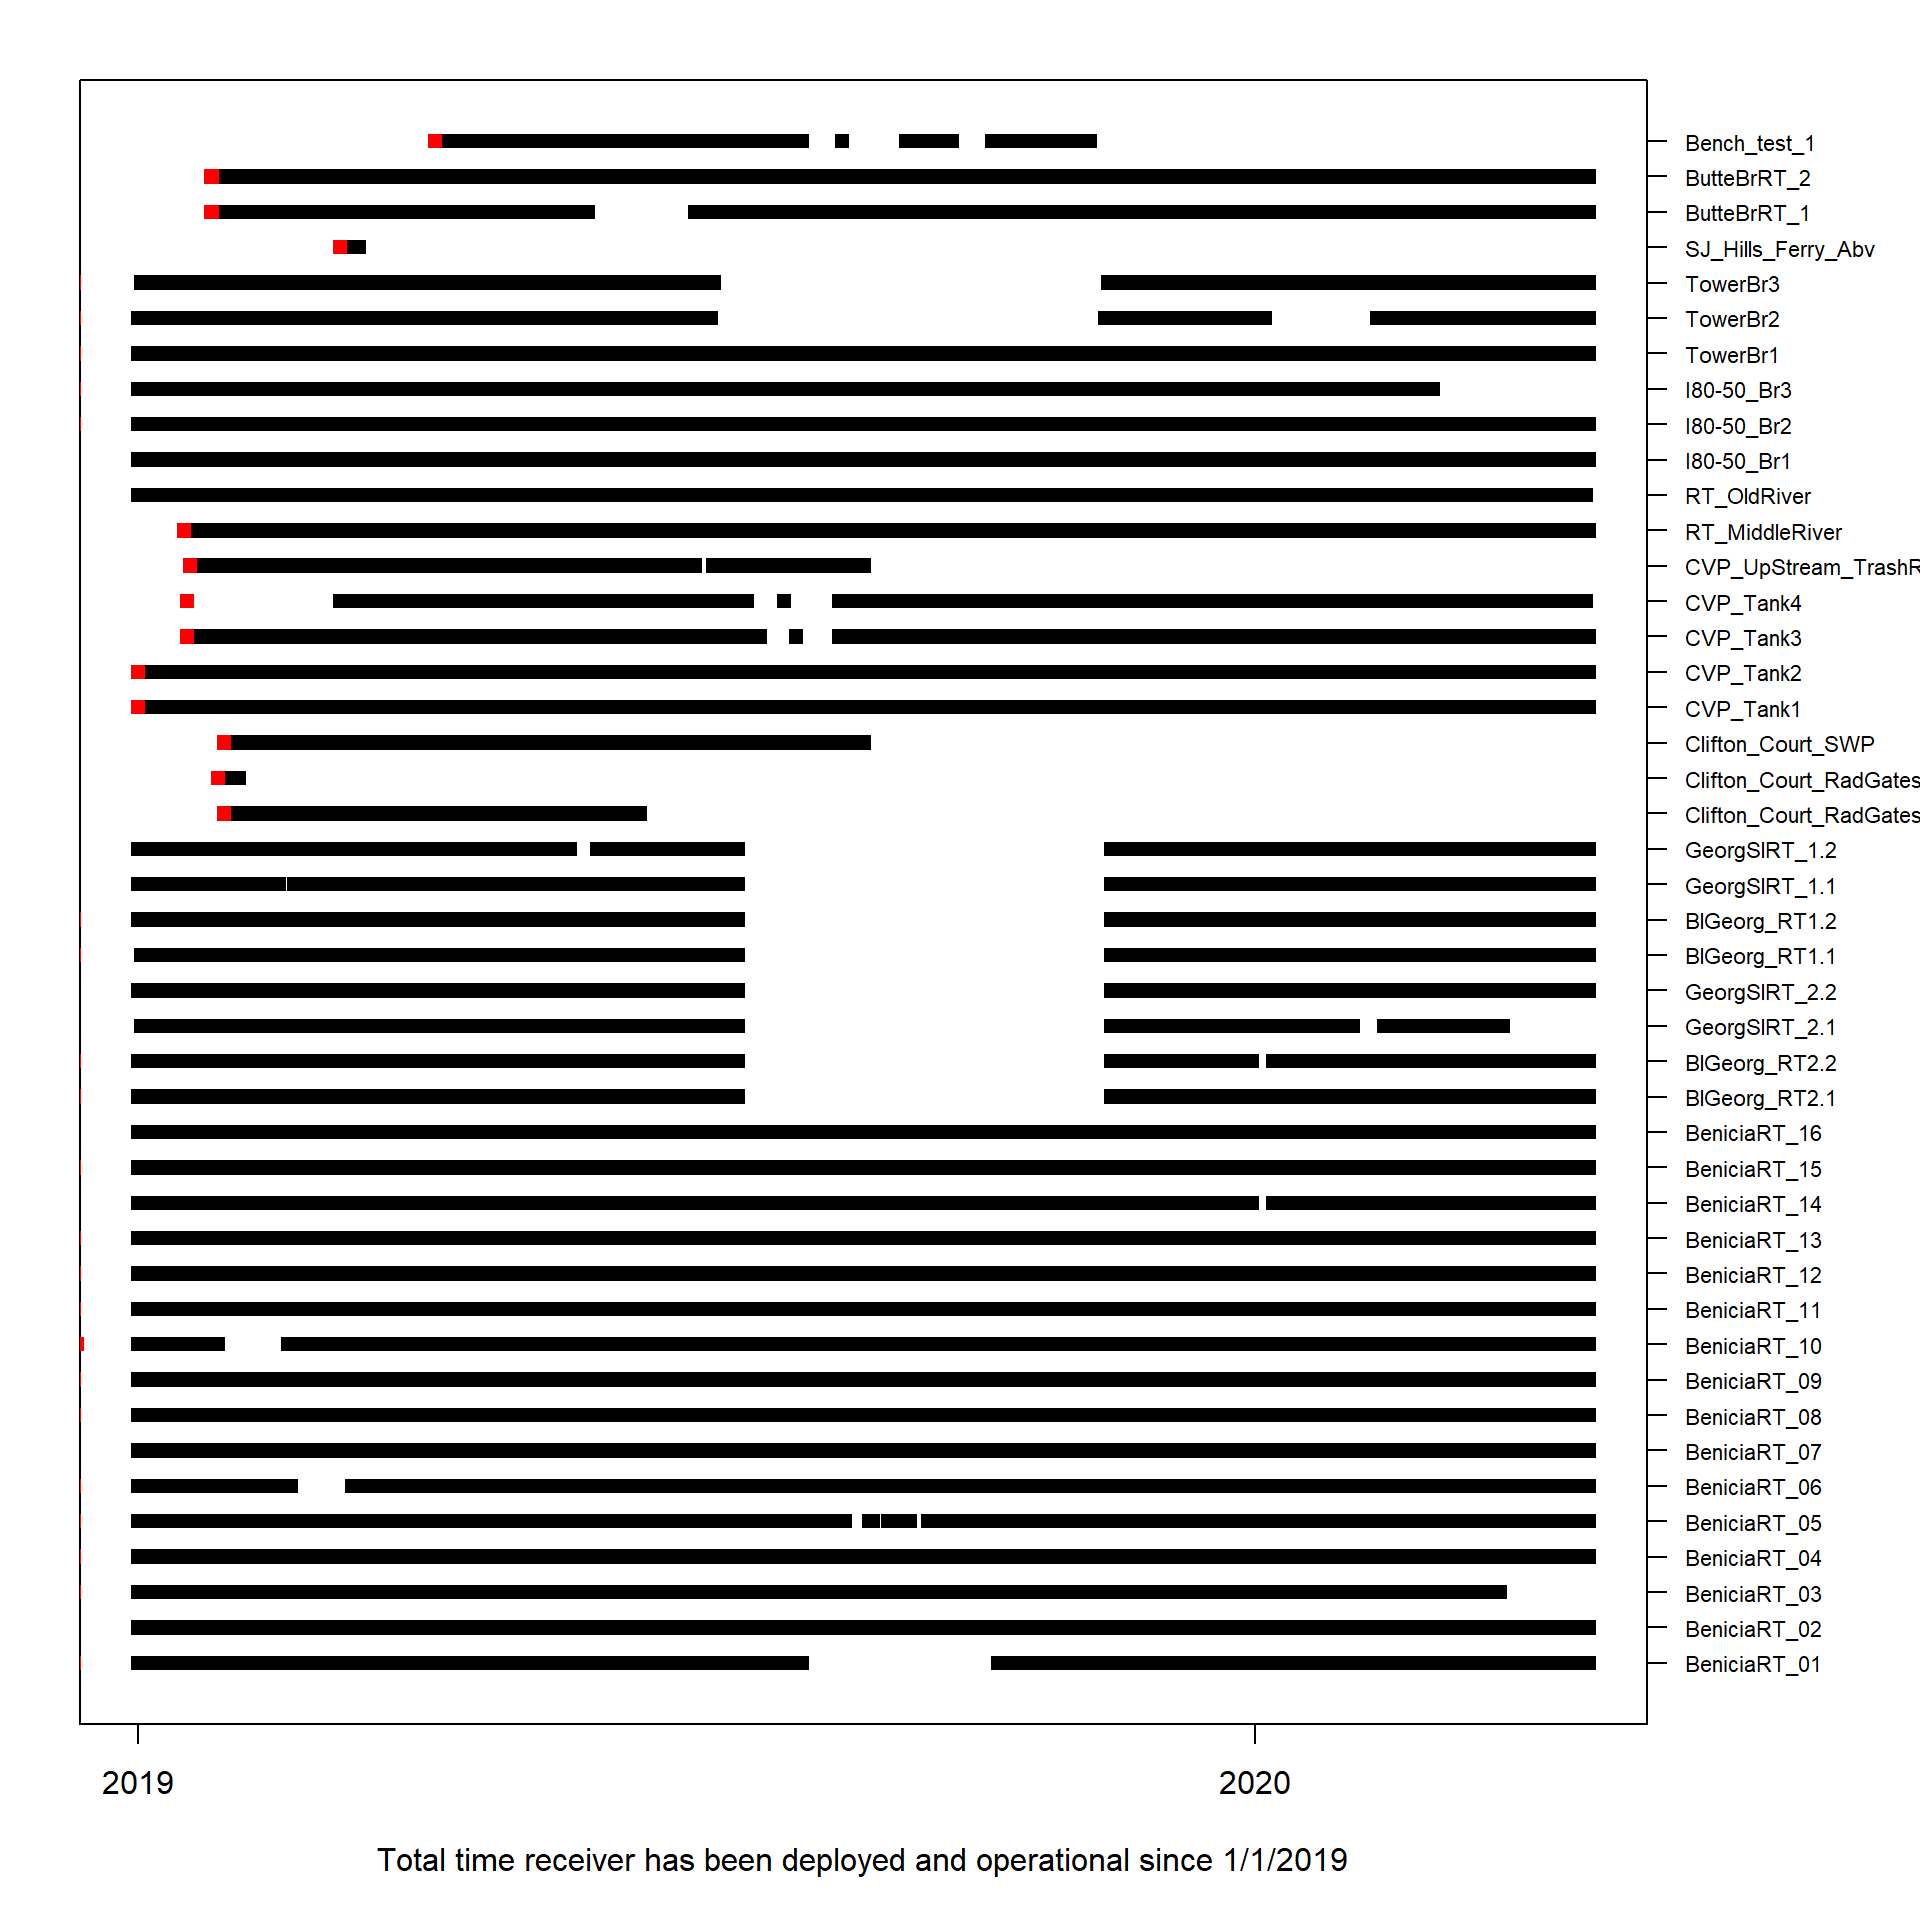 Bench_test_1
ButteBrRT_2
ButteBrRT_1
SJ_Hills_Ferry_Abv
TowerBr3
TowerBr2
TowerBr1
I80-50_Br3
I80-50_Br2
I80-50_Br1
RT_OldRiver
RT_MiddleRiver
CVP_UpStream_TrashR
CVP_Tank4
CVP_Tank3
CVP_Tank2
CVP_Tank1
Clifton_Court_SWP
Clifton_Court_RadGates
Clifton_Court_RadGates
GeorgSlRT_1.2
GeorgSlRT_1.1
BlGeorg_RT1.2
BlGeorg_RT1.1
GeorgSlRT_2.2
GeorgSlRT_2.1
BlGeorg_RT2.2
BlGeorg_RT2.1
BeniciaRT_16
BeniciaRT_15
BeniciaRT_14
BeniciaRT_13
BeniciaRT_12
BeniciaRT_11
BeniciaRT_10
BeniciaRT_09
BeniciaRT_08
BeniciaRT_07
BeniciaRT_06
BeniciaRT_05
BeniciaRT_04
BeniciaRT_03
BeniciaRT_02
BeniciaRT_01
2019 2020
Total time receiver has been deployed and operational since 1/1/2019